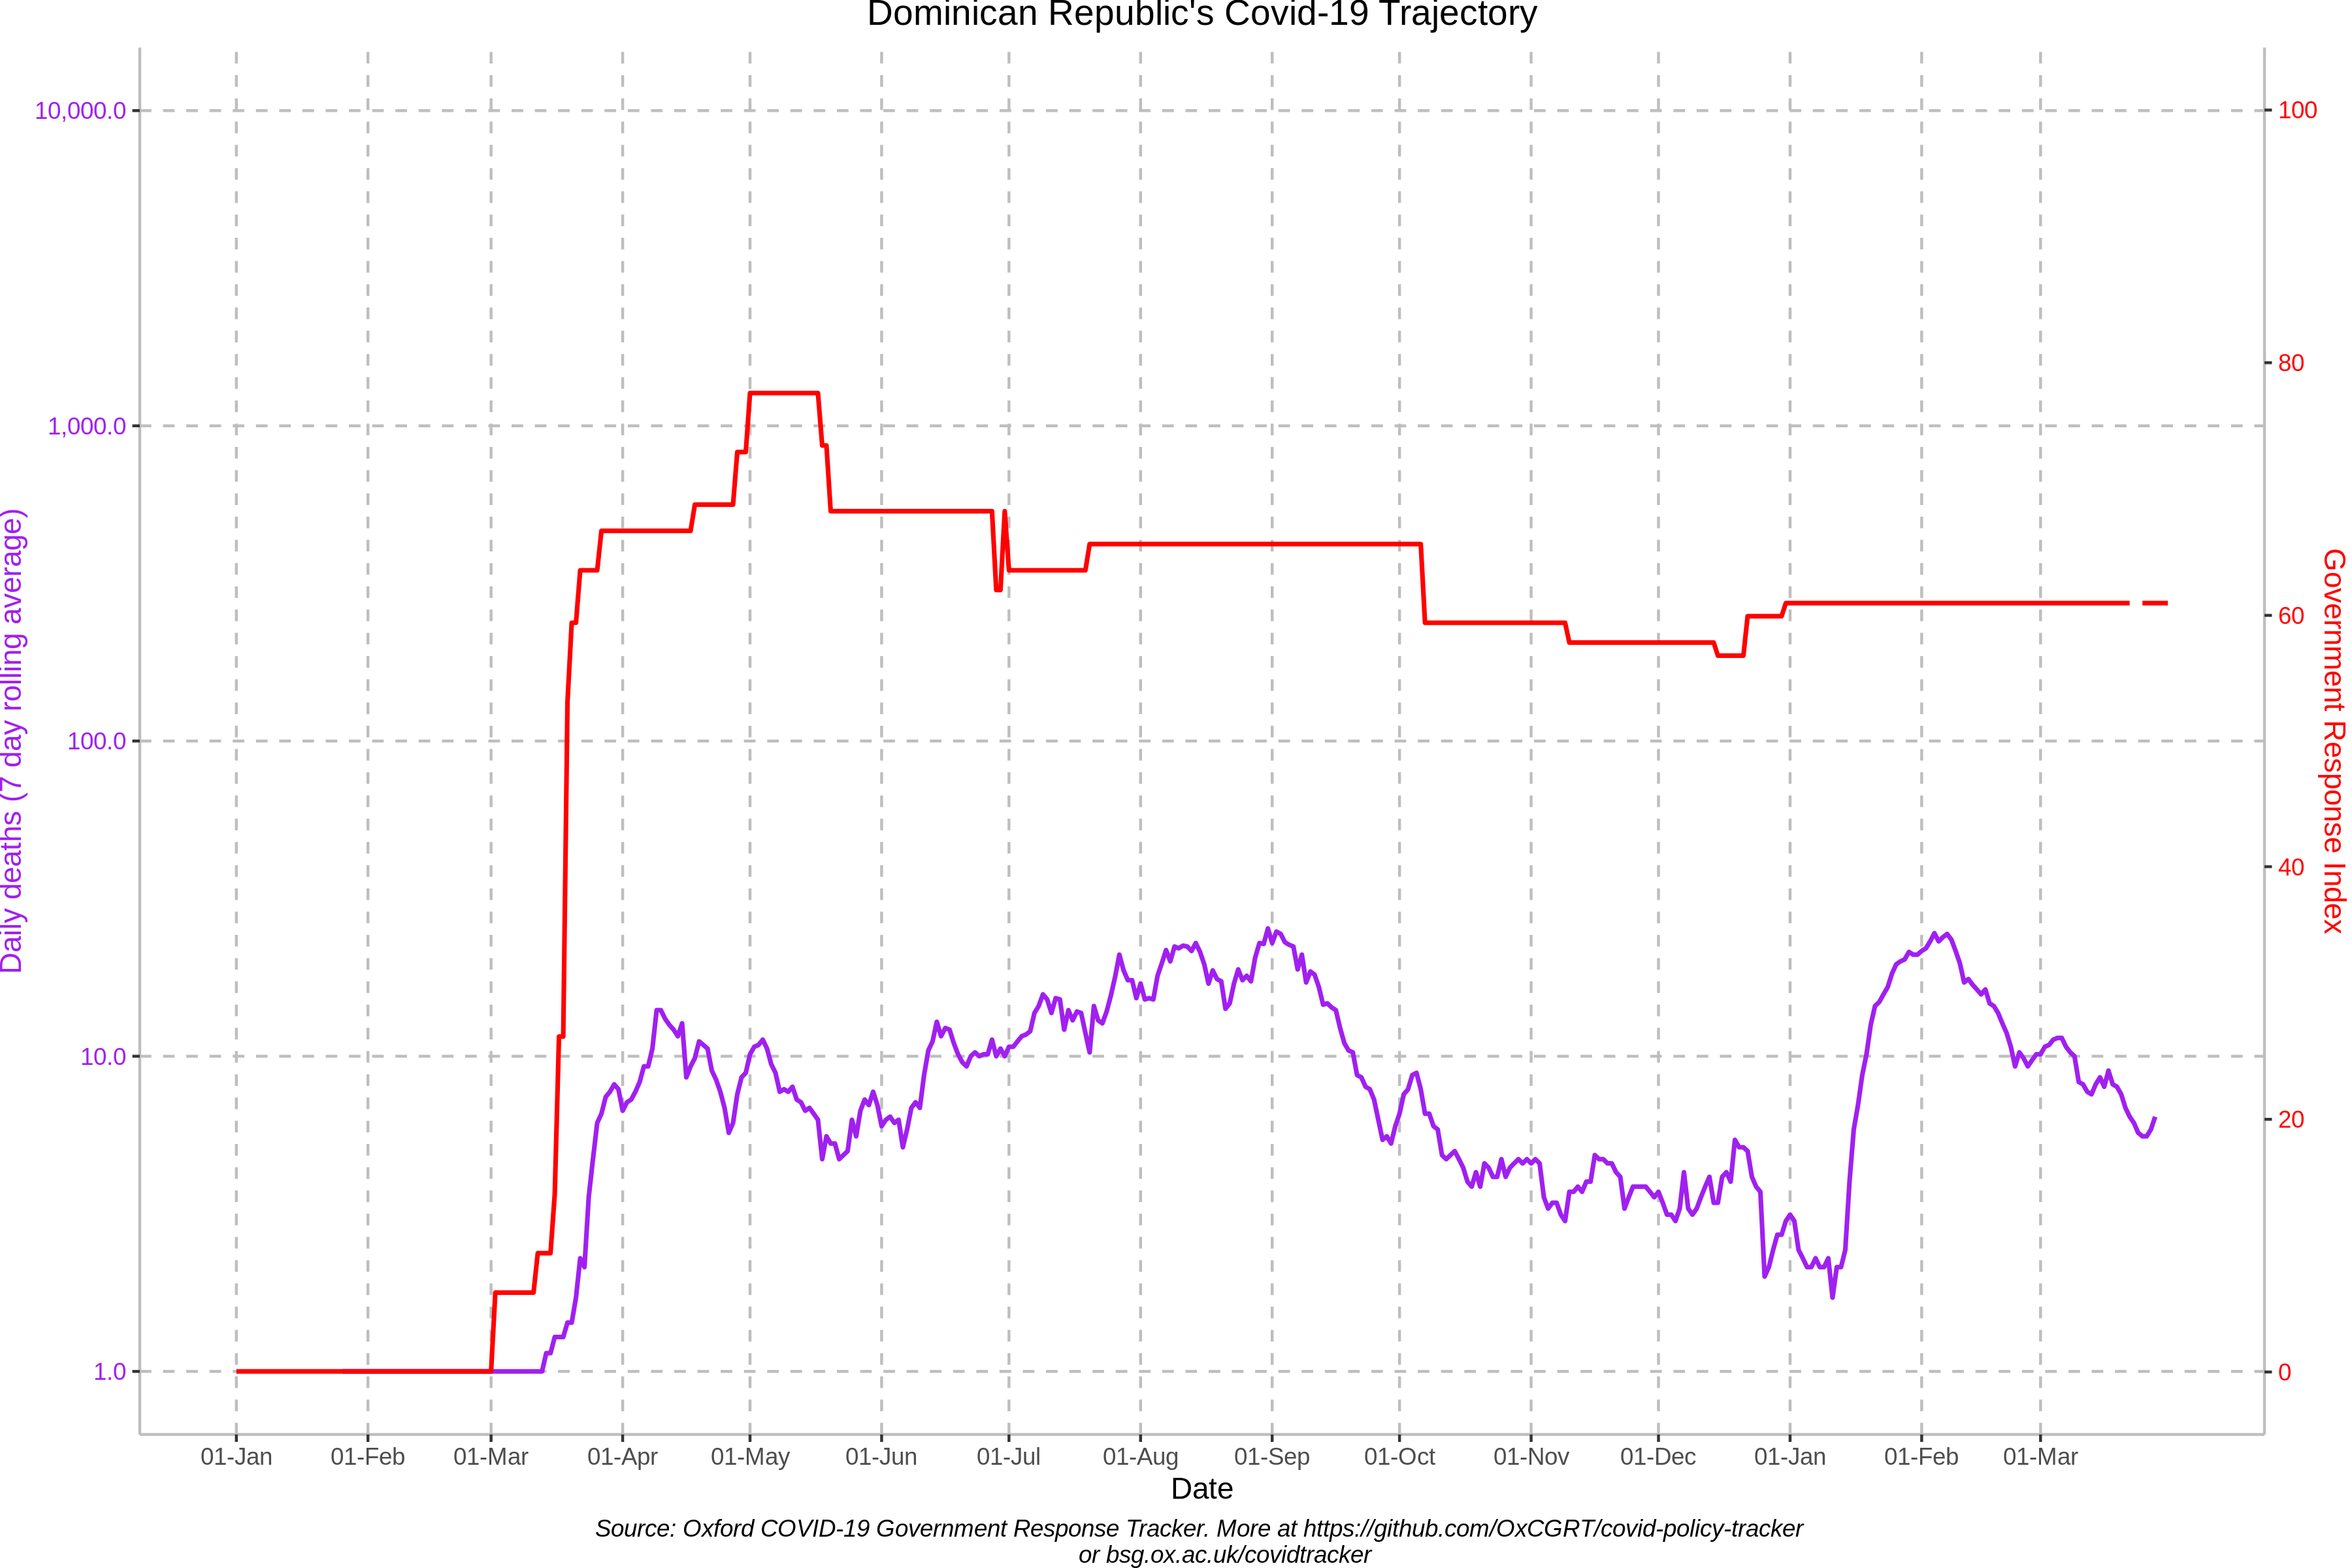 Dominican Republic's Covid-19 Trajectory
10,000.0
1,000.0
100.0
10.0
1.0
Daily deaths (7 day rolling average)
100
80
60
40
20
0
Government Response Index
01-Jan 01-Feb 01-Mar 01-Apr 01-May 01-Jun 01-Jul 01-Aug 01-Sep 01-Oct 01-Nov 01-Dec 01-Jan 01-Feb 01-Mar
Date
Source: Oxford COVID-19 Government Response Tracker. More at https://github.com/OxCGRT/covid-policy-tracker
or bsg.ox.ac.uk/covidtracker